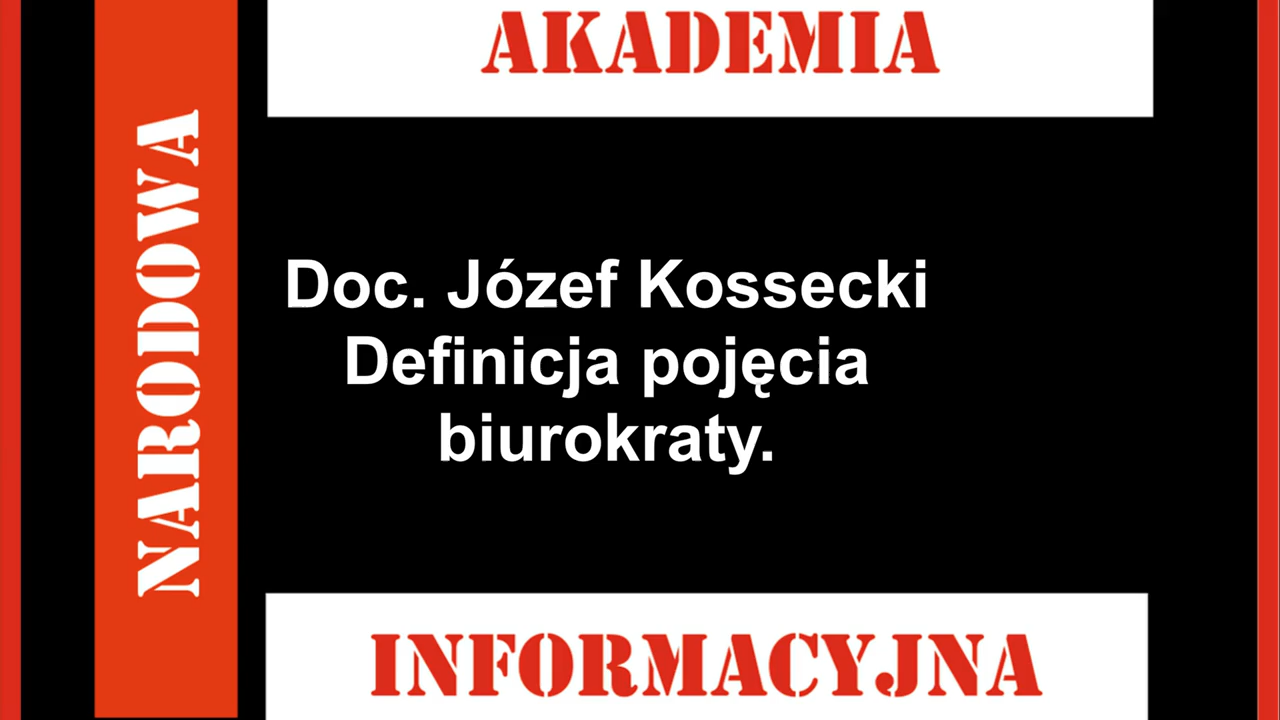 AKADEMIA
NARODOWA
Doc. Józef Kossecki
Definicja pojęcia
biurokraty.
INFORMACYJNA